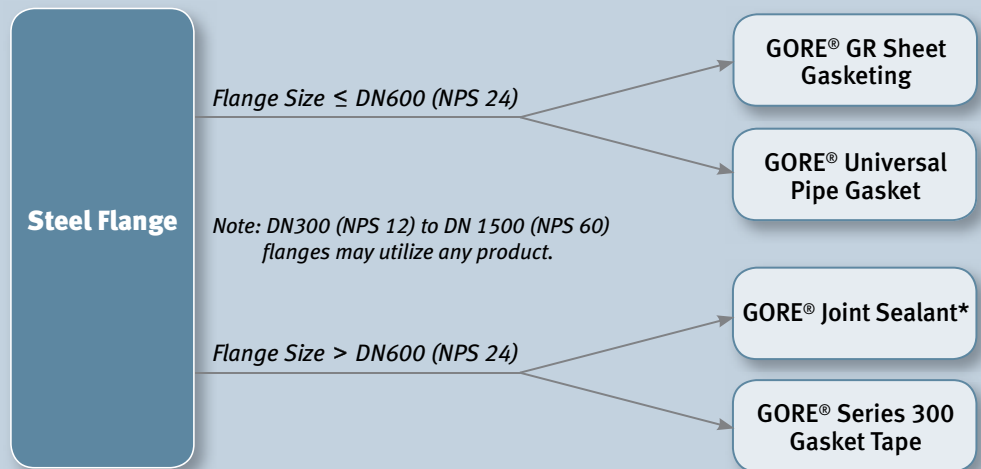 GORE® GR Sheet
Gasketing
Flange Size ≤ DN600 (NPS 24)
GORE® Universal
Pipe Gasket
Steel Flange
Note: DN300 (NPS 12) to DN 1500 (NPS 60)
flanges may utilize any product.
GORE® Joint Sealant*
Flange Size > DN600 (NPS 24)
GORE® Series 300
Gasket Tape